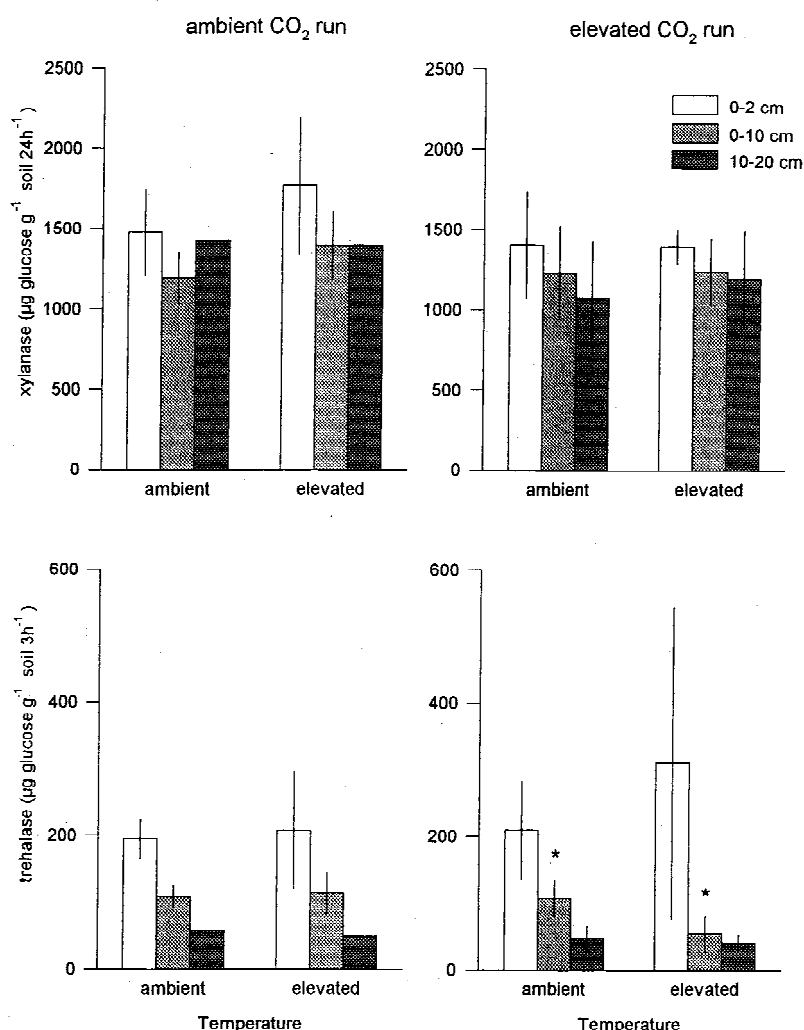 ambient CO2 run
elevated CO2 run
xylanase (µg glucose g-1 soil 24h-1)
2500
2000
1500
1000
500
0
ambient
elevated
2500
2000
1500
1000
500
0
0-2 cm
0-10 cm
10-20 cm
ambient
elevated
trehalase (µg glucose g-1 soil 3h-1)
600
400
200
0
ambient
elevated
Temperature
600
400
200
0
*
*
ambient
elevated
Temperature